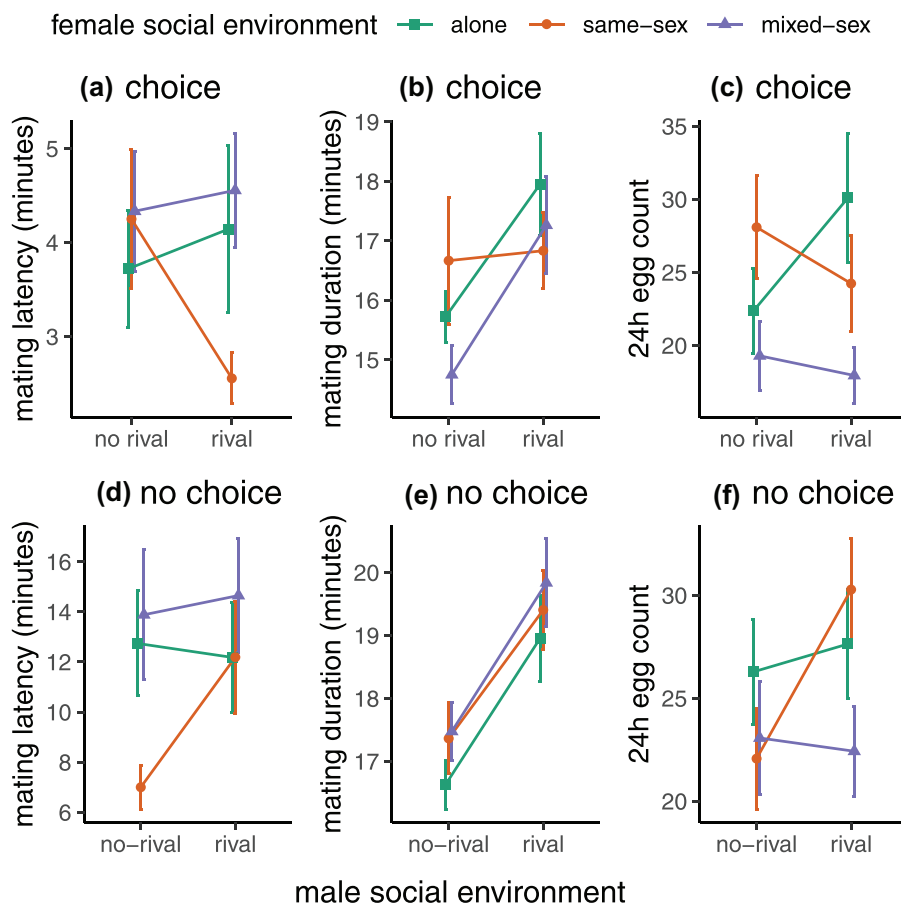 female social environment alone same−sex mixed−sex
(a) choice
mating latency (minutes)
5
4
3
no rival rival
(b) choice
mating duration (minutes)
19
18
17
16
15
no rival rival
(c) choice
24h egg count
35
30
25
20
no rival rival
(d) no choice
mating latency (minutes)
16
14
12
10
8
6
no−rival rival
(e) no choice
mating duration (minutes)
20
19
18
17
no−rival rival
(f) no choice
24h egg count
30
25
20
no−rival rival
male social environment